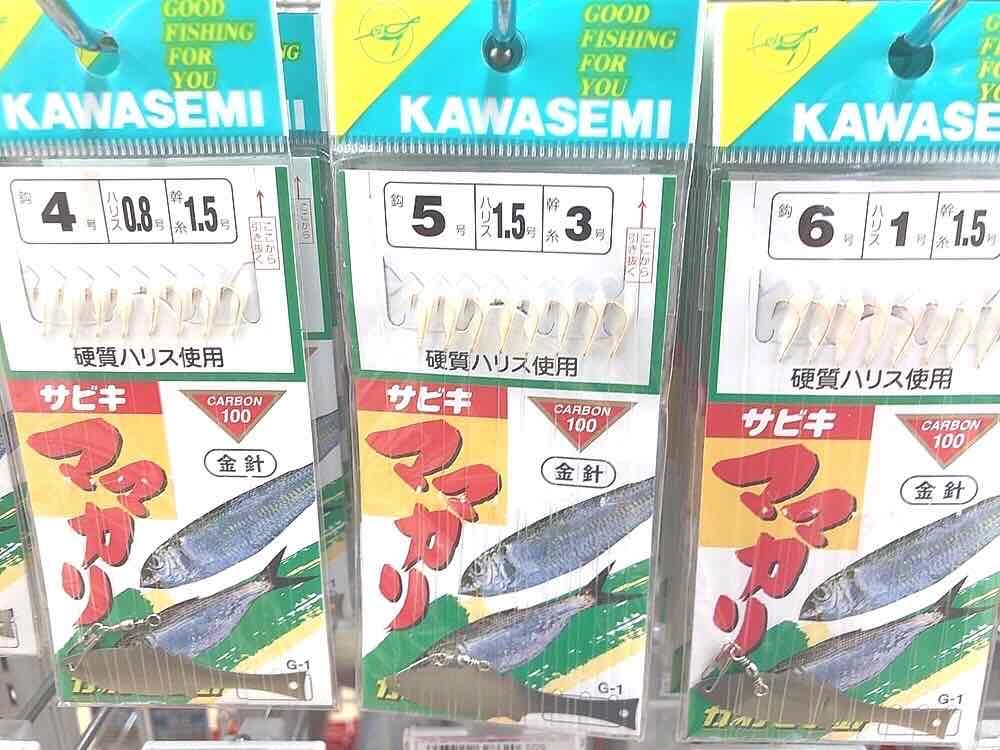 GOOD
FISHING
FOR
YOU
KAWASEMI
鈎 4 号 ハリス 0.8号 幹糸 1.5号
ここから引き抜く
硬質ハリス使用
サビキ
CARBON
100
金針
ママカリ
G-1
GOOD
FISHING
FOR
YOU
KAWASEMI
鈎 5 号 ハリス 1.5号 幹糸 3号
ここから引き抜く
硬質ハリス使用
サビキ
CARBON
100
金針
ママカリ
G-1
KAWASE
鈎 6 号 ハリス 1号 幹糸 1.5号
硬質ハリス使用
サビキ
CARBON
100
金針
ママカリ
G-1
ここから